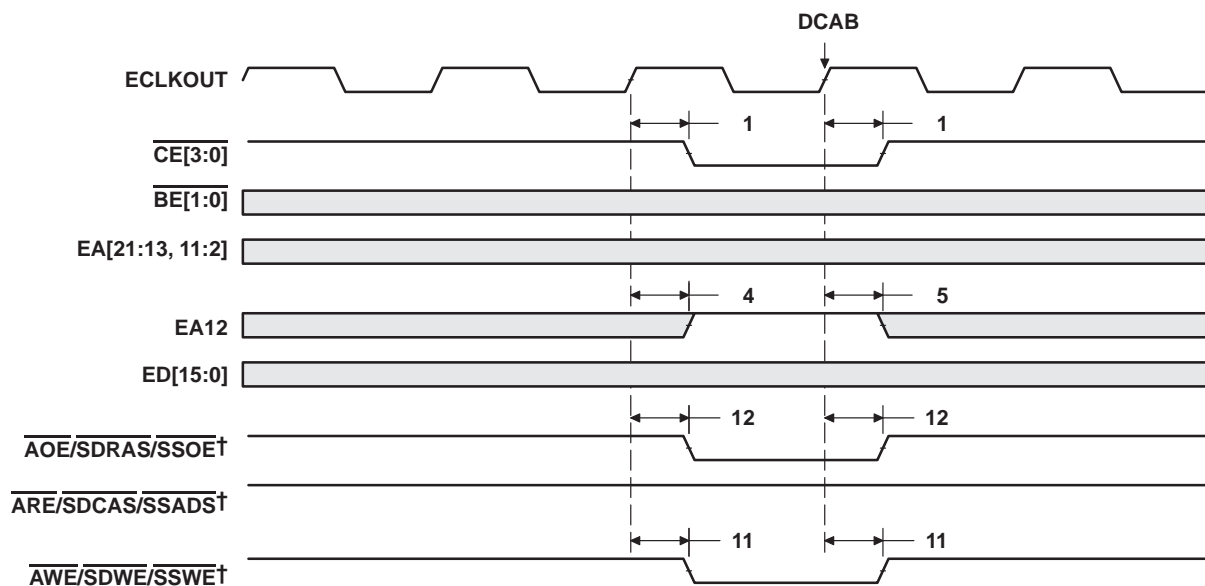 DCAB
ECLKOUT
1 1
CE[3:0]
BE[1:0]
EA[21:13, 11:2]
4 5
EA12
ED[15:0]
12 12
AOE/SDRAS/SSOE†
ARE/SDCAS/SSADS†
11 11
AWE/SDWE/SSWE†